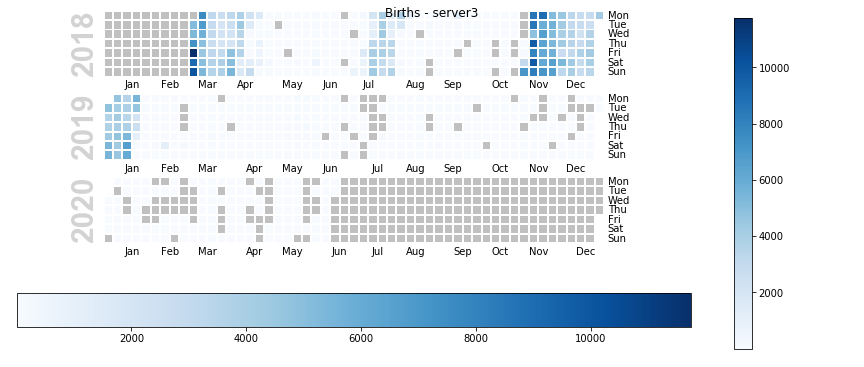 Births - server3
2018
Mon
Tue
Wed
Thu
Fri
Sat
Sun
Jan Feb Mar Apr May Jun Jul Aug Sep Oct Nov Dec
2019
Mon
Tue
Wed
Thu
Fri
Sat
Sun
Jan Feb Mar Apr May Jun Jul Aug Sep Oct Nov Dec
2020
Mon
Tue
Wed
Thu
Fri
Sat
Sun
Jan Feb Mar Apr May Jun Jul Aug Sep Oct Nov Dec
2000 4000 6000 8000 10000
10000
8000
6000
4000
2000